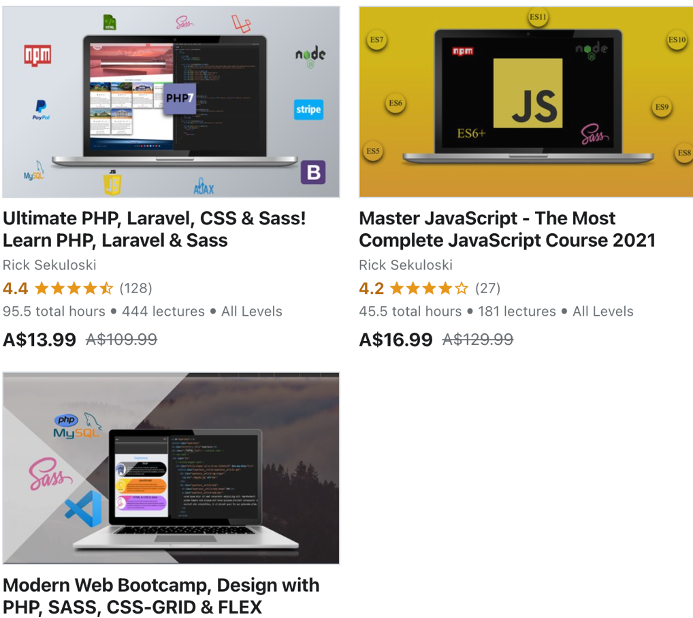 npm
node
PHP7
PayPal
stripe
MySQL
JS
AJAX
B
Ultimate PHP, Laravel, CSS & Sass!
Learn PHP, Laravel & Sass
Rick Sekuloski
4.4 (128)
95.5 total hours • 444 lectures • All Levels
A$13.99 A$109.99
ES11
ES7
npm
node
ES10
ES6
JS
ES9
ES6+
Sass
ES5
ES8
Master JavaScript - The Most
Complete JavaScript Course 2021
Rick Sekuloski
4.2 (27)
45.5 total hours • 181 lectures • All Levels
A$16.99 A$129.99
php
MySQL
Sass
Modern Web Bootcamp, Design with
PHP, SASS, CSS-GRID & FLEX